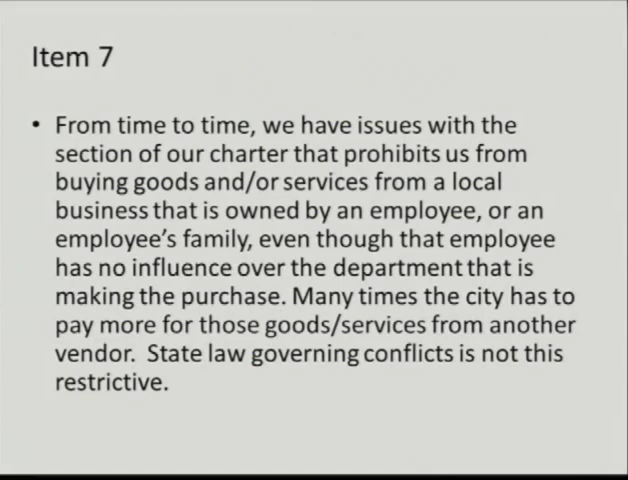 Item 7
• From time to time, we have issues with the
section of our charter that prohibits us from
buying goods and/or services from a local
business that is owned by an employee, or an
employee's family, even though that employee
has no influence over the department that is
making the purchase. Many times the city has to
pay more for those goods/services from another
vendor.  State law governing conflicts is not this
restrictive.